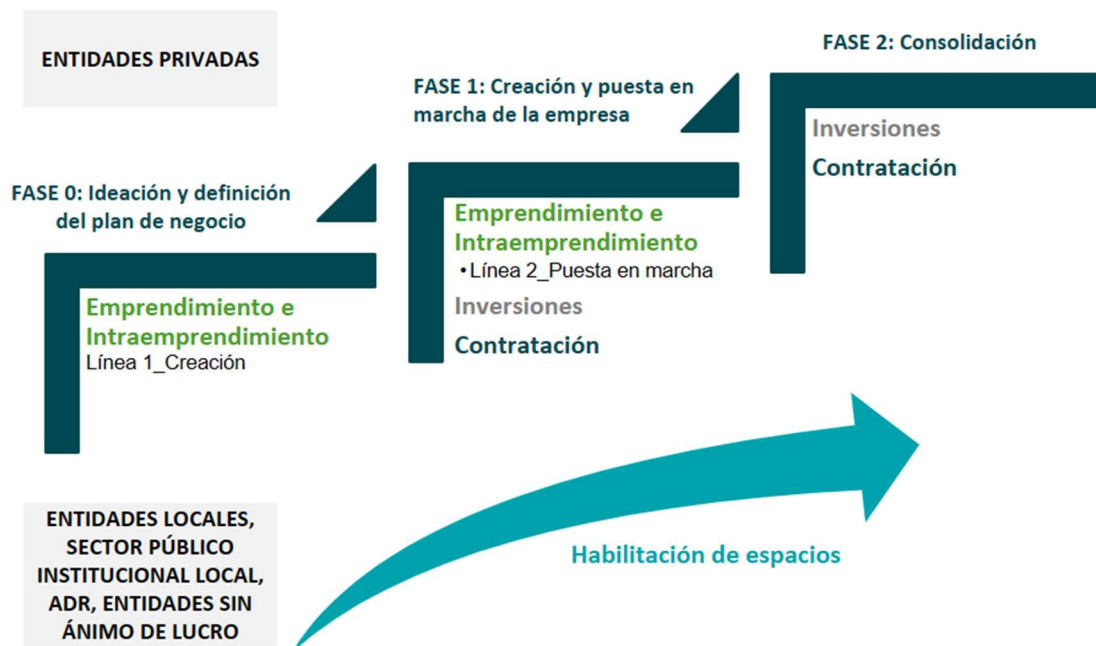 ENTIDADES PRIVADAS
FASE 0: Ideación y definición
del plan de negocio
Emprendimiento e
Intraemprendimiento
Línea 1_Creación
FASE 1: Creación y puesta en
marcha de la empresa
Emprendimiento e
Intraemprendimiento
• Línea 2_Puesta en marcha
Inversiones
Contratación
FASE 2: Consolidación
Inversiones
Contratación
ENTIDADES LOCALES,
SECTOR PÚBLICO
INSTITUCIONAL LOCAL,
ADR, ENTIDADES SIN
ÁNIMO DE LUCRO
Habilitación de espacios